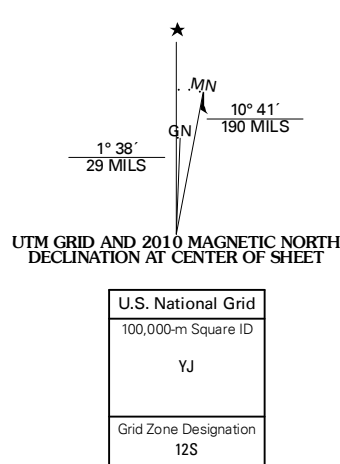 ★
MN
GN
10° 41´
190 MILS
1° 38´
29 MILS
UTM GRID AND 2010 MAGNETIC NORTH
DECLINATION AT CENTER OF SHEET
U.S. National Grid
100,000-m Square ID
YJ
Grid Zone Designation
12S